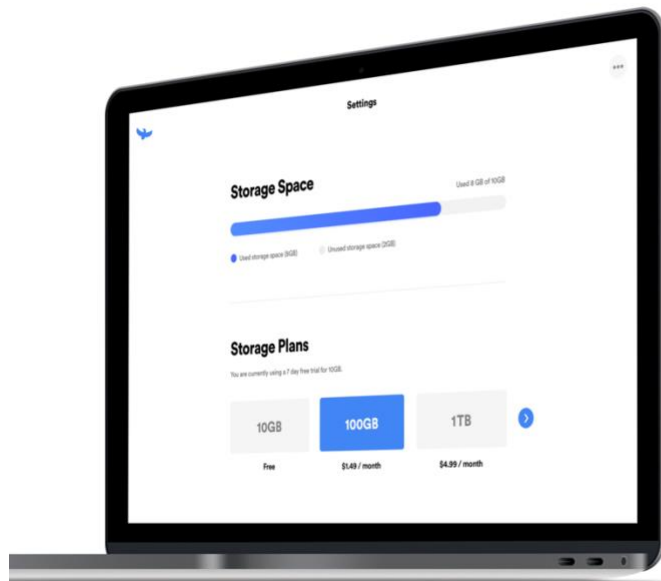 Settings
Storage Space
Used 8 GB of 10GB
Used storage space (8GB)
Unused storage space (2GB)
Storage Plans
You are currently using a 7 day free trial for 10GB.
10GB
100GB
1TB
Free
$1.49 / month
$4.99 / month